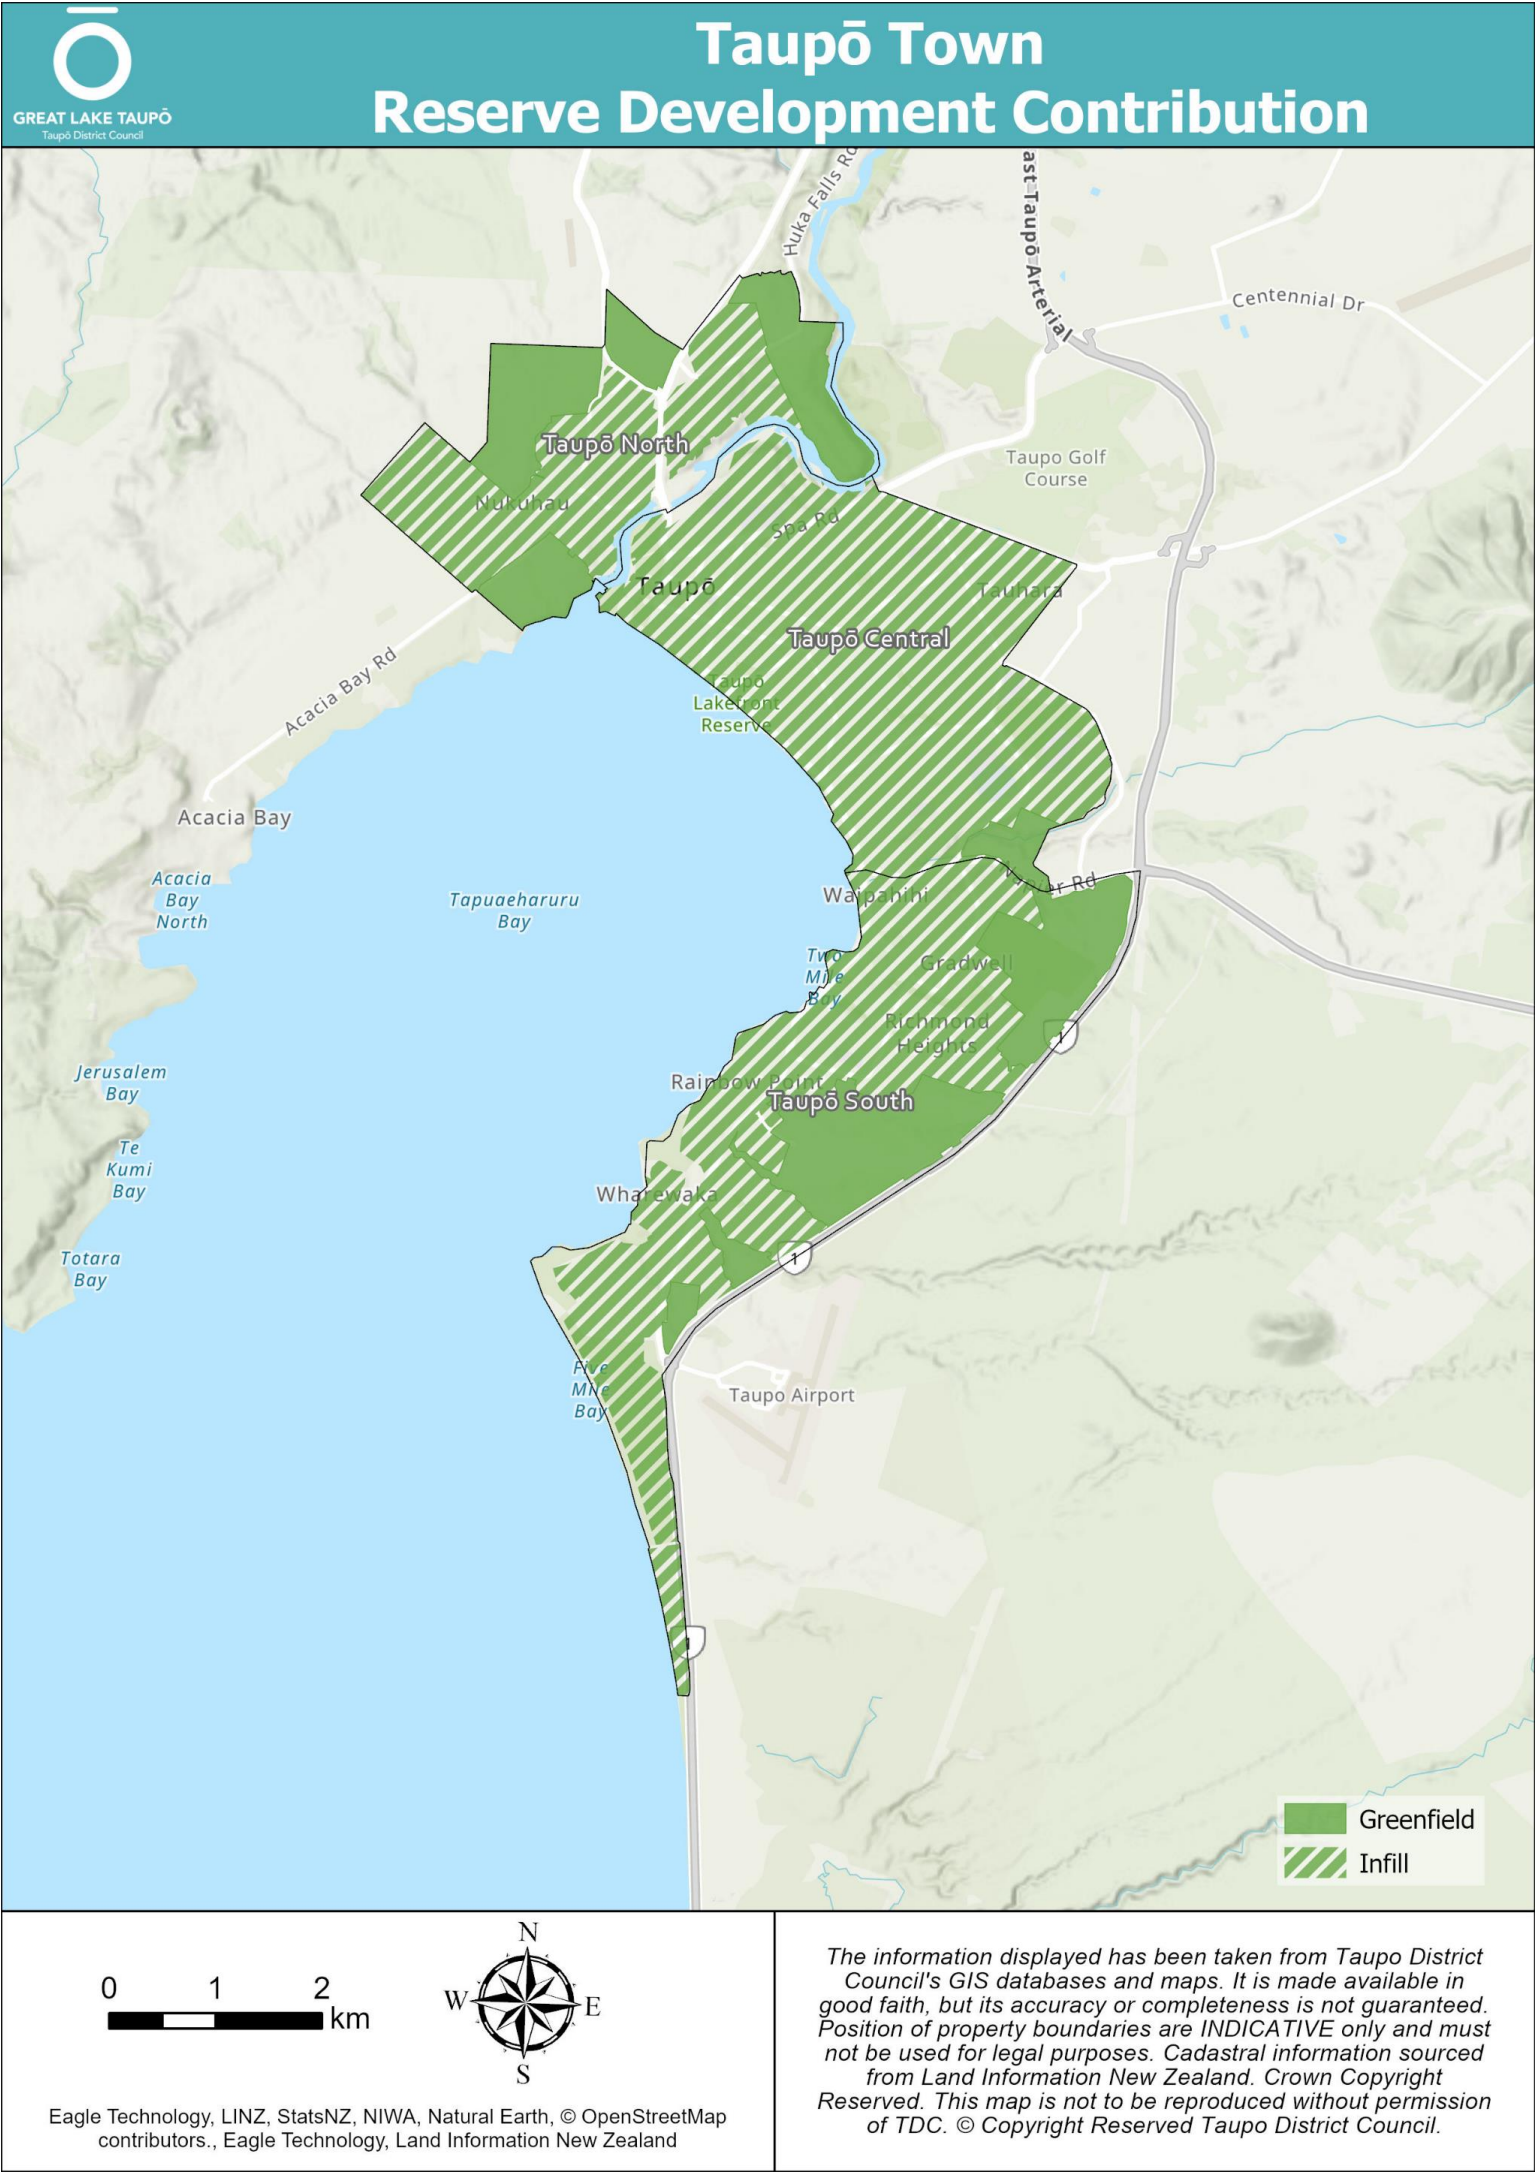 Taupō Town
Reserve Development Contribution
GREAT LAKE TAUPŌ
Taupō District Council
Huka Falls Rd
ast Taupō Arterial
Centennial Dr
Taupō North
Nukuhau
Taupo Golf
Course
Spa Rd
Taupō
Tauhara
Taupō Central
Acacia Bay Rd
Taupo
Lakefront
Reserve
Acacia Bay
Acacia
Bay
North
Tapuaeharuru
Bay
Waipahihi
Napier Rd
Two
Mile
Bay
Gradwell
Richmond
Heights
1
Jerusalem
Bay
Rainbow Point
Taupō South
Te
Kumi
Bay
Wharewaka
Totara
Bay
1
Five
Mile
Bay
Taupo Airport
1
Greenfield
Infill
0 1 2
km
N
W E
S
Eagle Technology, LINZ, StatsNZ, NIWA, Natural Earth, © OpenStreetMap
contributors., Eagle Technology, Land Information New Zealand
The information displayed has been taken from Taupo District
Council's GIS databases and maps. It is made available in
good faith, but its accuracy or completeness is not guaranteed.
Position of property boundaries are INDICATIVE only and must
not be used for legal purposes. Cadastral information sourced
from Land Information New Zealand. Crown Copyright
Reserved. This map is not to be reproduced without permission
of TDC. © Copyright Reserved Taupo District Council.